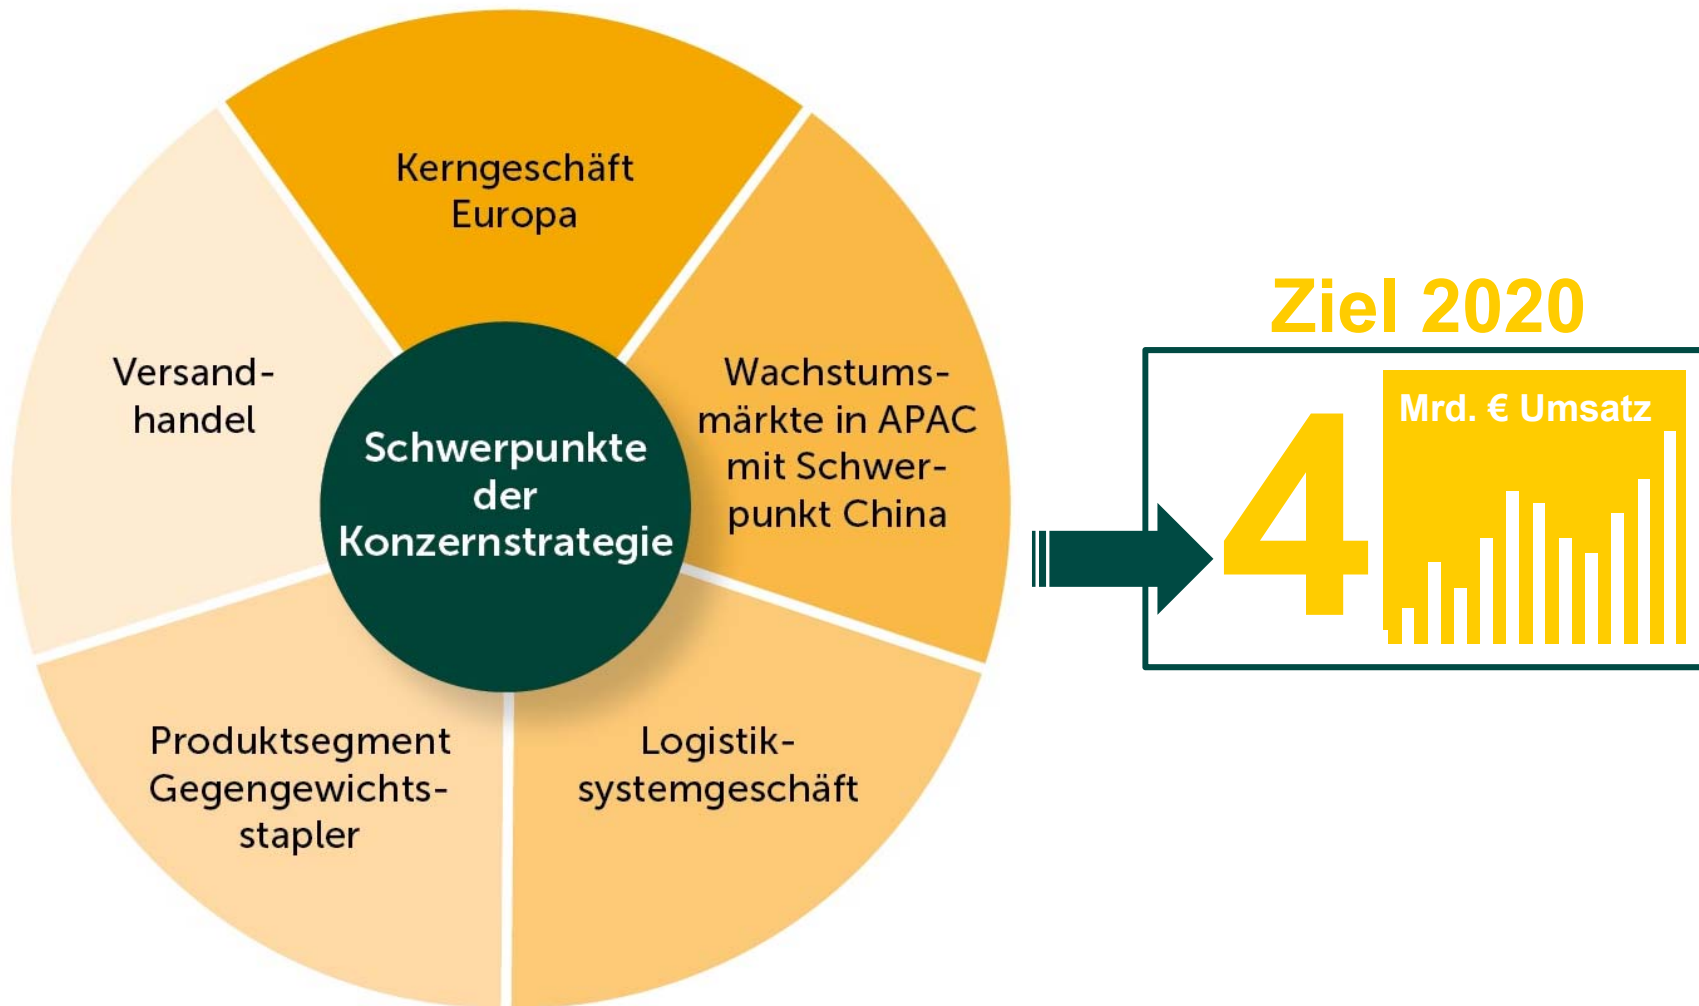 Kerngeschäft
Europa
Wachstums-
märkte in APAC
mit Schwer-
punkt China
Logistik-
systemgeschäft
Produktsegment
Gegengewichts-
stapler
Versand-
handel
Schwerpunkte
der
Konzernstrategie
Ziel 2020
4
Mrd. € Umsatz